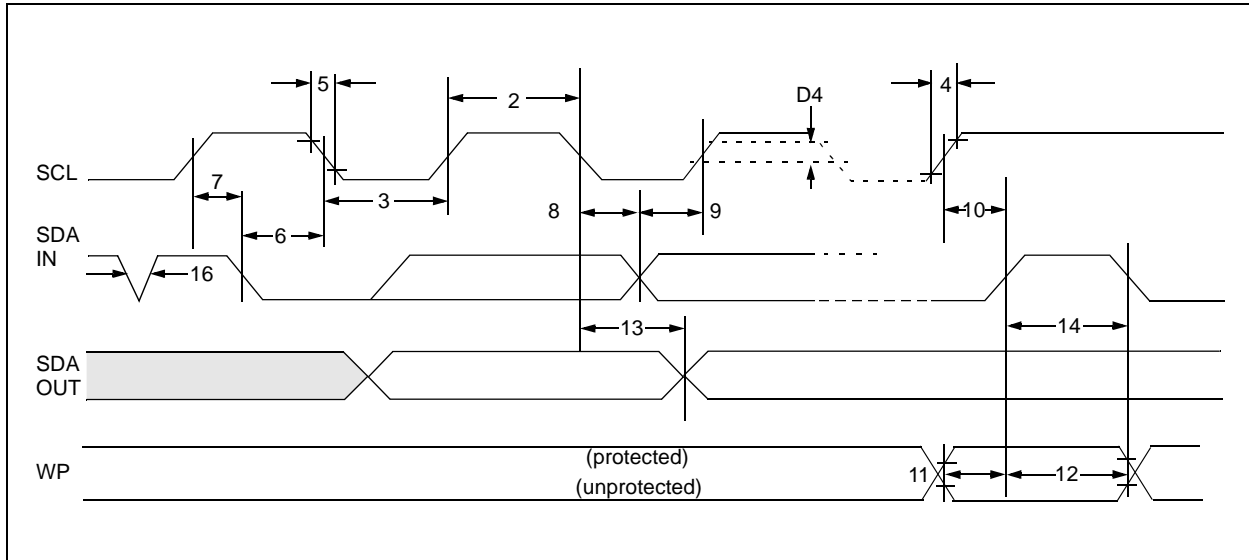 5
2
D4
4
SCL
7
3
8
9
10
SDA
IN
6
16
13
14
SDA
OUT
WP
(protected)
(unprotected)
11
12